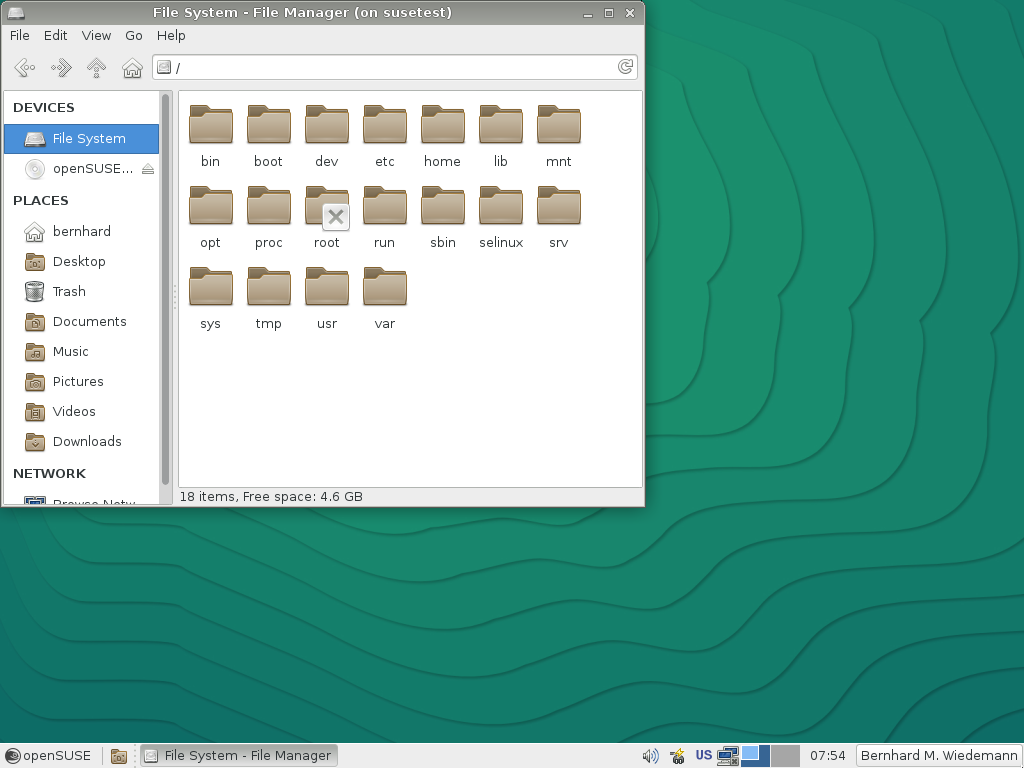 File System - File Manager (on susetest)
File Edit View Go Help
/
DEVICES
File System
openSUSE...
PLACES
bernhard
Desktop
Trash
Documents
Music
Pictures
Videos
Downloads
NETWORK
Browse Netw
bin boot dev etc home lib mnt
opt proc root run sbin selinux srv
sys tmp usr var
18 items, Free space: 4.6 GB
openSUSE File System - File Manager US 07:54 Bernhard M. Wiedemann